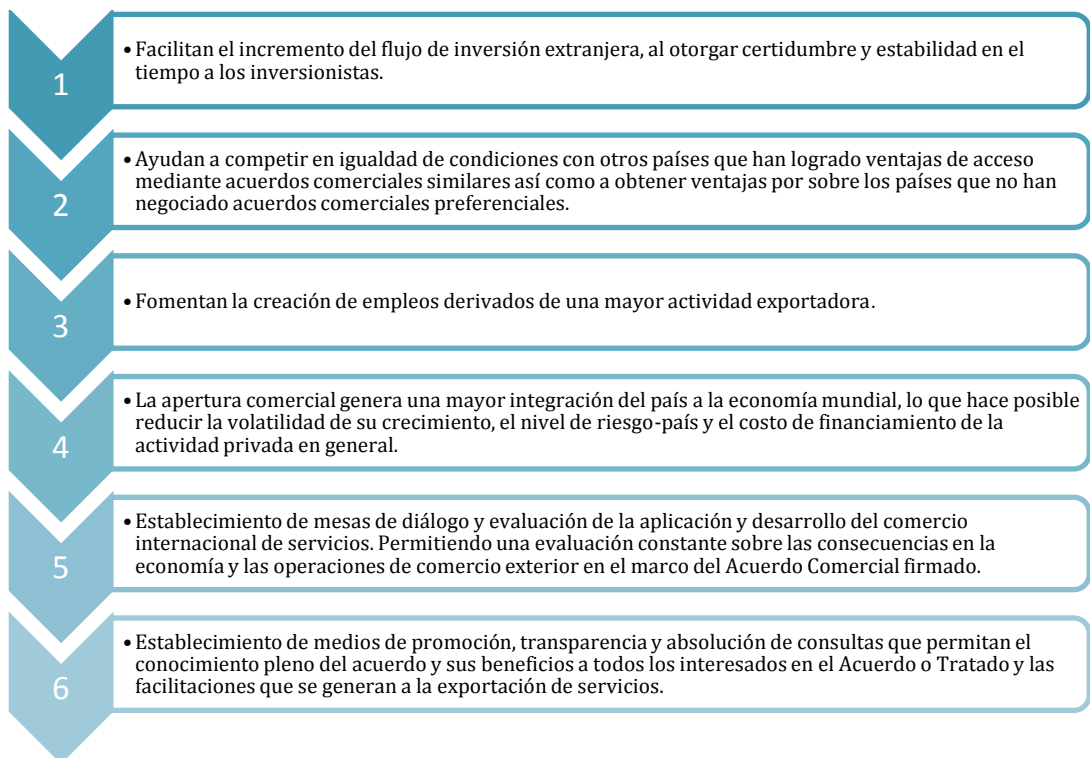 1
• Facilitan el incremento del flujo de inversión extranjera, al otorgar certidumbre y estabilidad en el
tiempo a los inversionistas.
2
• Ayudan a competir en igualdad de condiciones con otros países que han logrado ventajas de acceso
mediante acuerdos comerciales similares así como a obtener ventajas por sobre los países que no han
negociado acuerdos comerciales preferenciales.
3
• Fomentan la creación de empleos derivados de una mayor actividad exportadora.
4
• La apertura comercial genera una mayor integración del país a la economía mundial, lo que hace posible
reducir la volatilidad de su crecimiento, el nivel de riesgo-país y el costo de financiamiento de la
actividad privada en general.
5
• Establecimiento de mesas de diálogo y evaluación de la aplicación y desarrollo del comercio
internacional de servicios. Permitiendo una evaluación constante sobre las consecuencias en la
economía y las operaciones de comercio exterior en el marco del Acuerdo Comercial firmado.
6
• Establecimiento de medios de promoción, transparencia y absolución de consultas que permitan el
conocimiento pleno del acuerdo y sus beneficios a todos los interesados en el Acuerdo o Tratado y las
facilitaciones que se generan a la exportación de servicios.